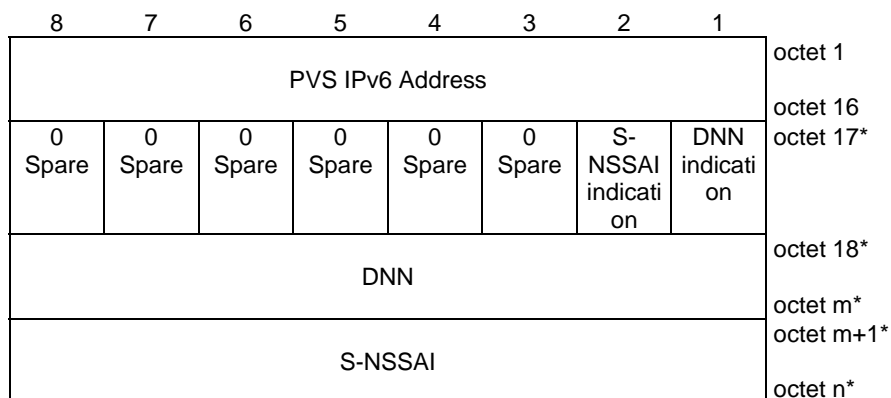 8 7 6 5 4 3 2 1
octet 1
PVS IPv6 Address
octet 16
0 0 0 0 0 0 S- DNN octet 17*
Spare Spare Spare Spare Spare Spare NSSAI indicati
indicati on
on
octet 18*
DNN
octet m*
octet m+1*
S-NSSAI
octet n*